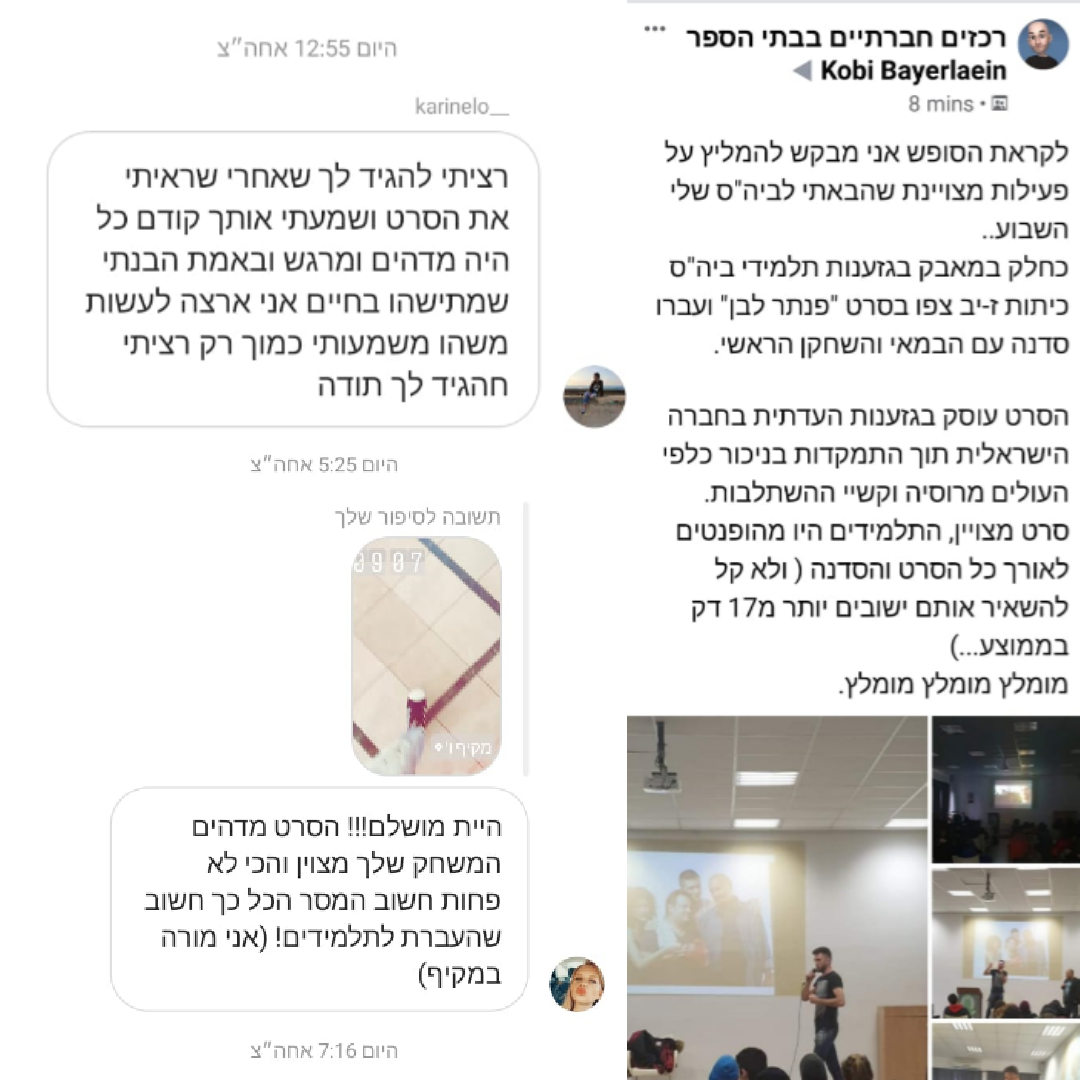 היום 12:55 אחה״צ
karinelo__
רציתי להגיד לך שאחרי שראיתי
את הסרט ושמעתי אותך קודם כל
היה מדהים ומרגש ובאמת הבנתי
שמתישהו בחיים אני ארצה לעשות
משהו משמעותי כמוך רק רציתי
חהגיד לך תודה
היום 5:25 אחה״צ
תשובה לסיפור שלך
09 07
מקיף ו'
היית מושלם!!! הסרט מדהים
המשחק שלך מצוין והכי לא
פחות חשוב המסר הכל כך חשוב
שהעברת לתלמידים! (אני מורה
במקיף)
היום 7:16 אחה״צ
רכזים חברתיים בבתי הספר
Kobi Bayerlaein
8 mins •
לקראת הסופש אני מבקש להמליץ על
פעילות מצויינת שהבאתי לביה"ס שלי
השבוע..
כחלק במאבק בגזענות תלמידי ביה"ס
כיתות ז-יב צפו בסרט "פנתר לבן" ועברו
סדנה עם הבמאי והשחקן הראשי.
הסרט עוסק בגזענות העדתית בחברה
הישראלית תוך התמקדות בניכור כלפי
העולים מרוסיה וקשיי ההשתלבות.
סרט מצויין, התלמידים היו מהופנטים
לאורך כל הסרט והסדנה ( ולא קל
להשאיר אותם ישובים יותר מ17 דק
בממוצע...)
מומלץ מומלץ מומלץ.